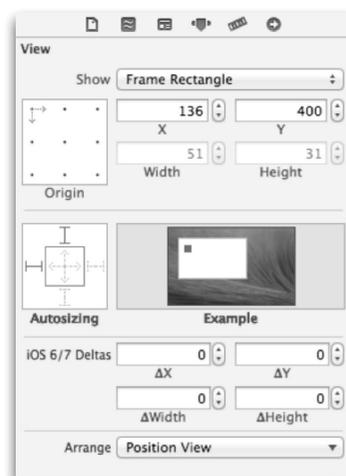 View
Show Frame Rectangle
136 400
X Y
51 31
Width Height
Origin
Autosizing Example
iOS 6/7 Deltas 0 0
ΔX ΔY
0 0
ΔWidth ΔHeight
Arrange Position View